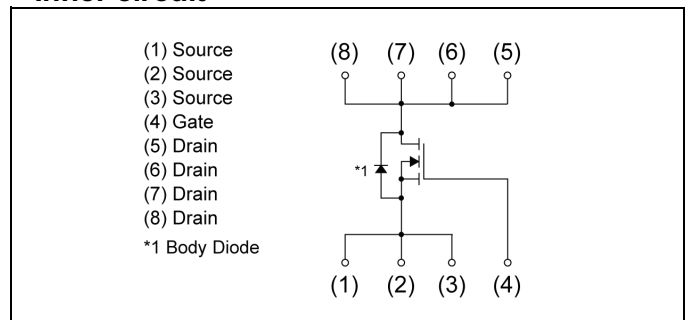 (1) Source
(2) Source
(3) Source
(4) Gate
(5) Drain
(6) Drain
(7) Drain
(8) Drain
*1 Body Diode
(8) (7) (6) (5)
*1
(1) (2) (3) (4)